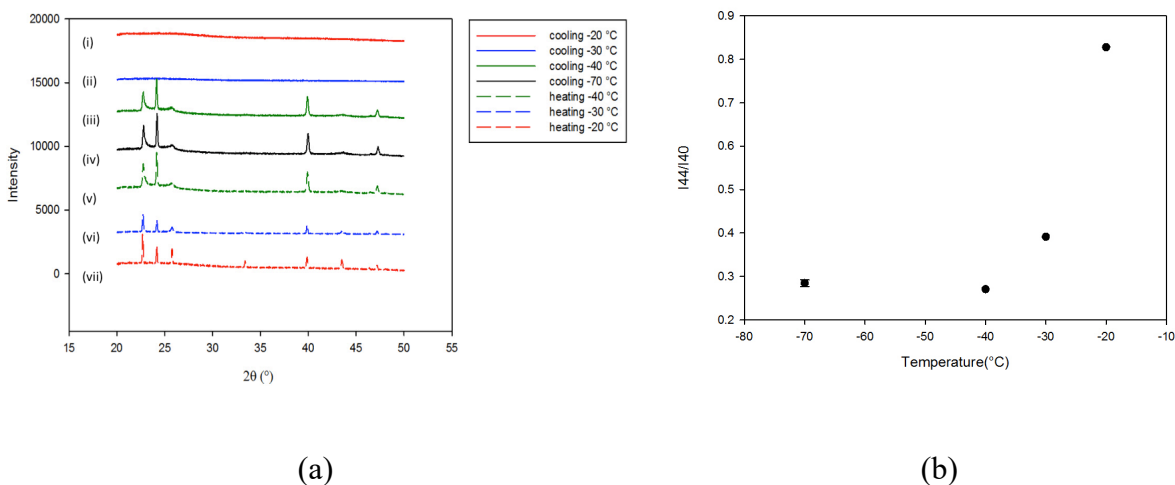 20000
15000
10000
5000
0
Intensity
(i)
(ii)
(iii)
(iv)
(v)
(vi)
(vii)
15 20 25 30 35 40 45 50 55
2θ (°)
cooling -20 °C
cooling -30 °C
cooling -40 °C
cooling -70 °C
heating -40 °C
heating -30 °C
heating -20 °C
(a)
0.9
0.8
0.7
0.6
0.5
0.4
0.3
0.2
I44/I40
-80 -70 -60 -50 -40 -30 -20 -10
Temperature(°C)
(b)